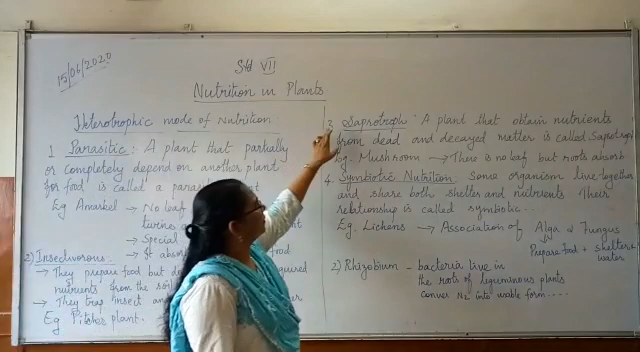 15/06/2020
Std VII
Nutrition in Plants
Heterotrophic mode of Nutrition
1 Parasitic : A plant that partially
or completely depend on another plant
for food is called a parasitic
Eg Amarkel → No leaf
twines
→ Special
→ It absor food
2) Insectivorous :
→ They prepare food but
nutrients from the soil
→ They trap insect an
Eg Pitcher plant.
3. Saprotroph : A plant that obtain nutrients
from dead and decayed matter is called Saprotroph
Eg. Mushroom → There is no leaf but roots absorb
4. Symbiotic Nutrition : Some organism live together
and share both shelter and nutrients Their
relationship is called symbiotic ...
Eg. Lichens → Association of Alga & Fungus
Prepare food + shelter +
water
2) Rhizobium - bacteria live in
the roots of leguminous plants
N2 into usable form ....